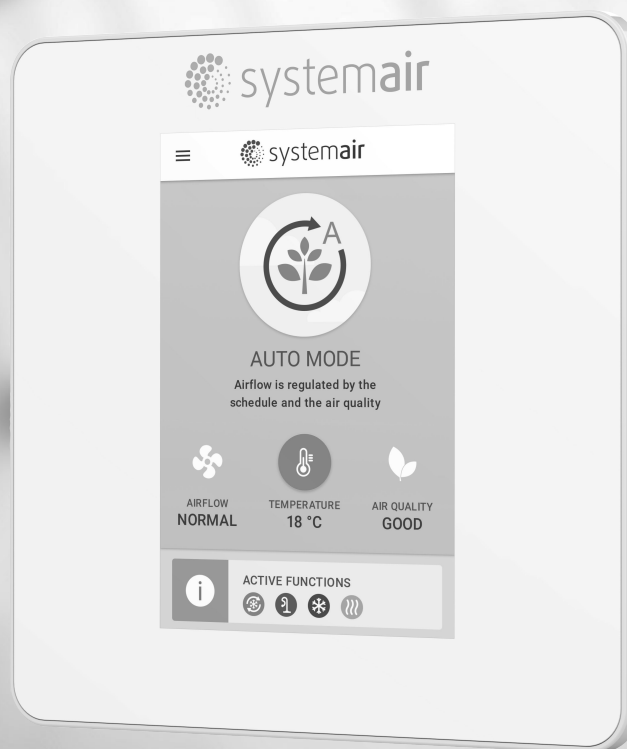 systemair
systemair
A
AUTO MODE
Airflow is regulated by the
schedule and the air quality
AIRFLOW
NORMAL
TEMPERATURE
18 °C
AIR QUALITY
GOOD
i
ACTIVE FUNCTIONS